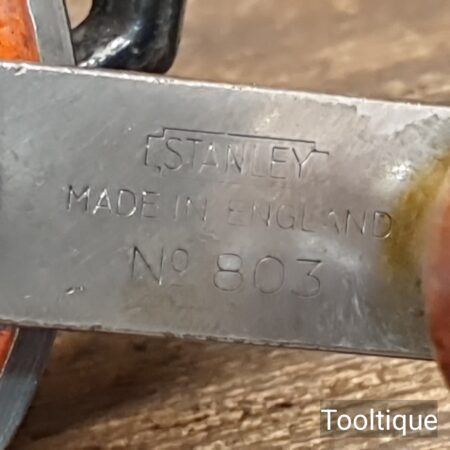 STANLEY
MADE IN ENGLAND
Nº 803
Tooltique